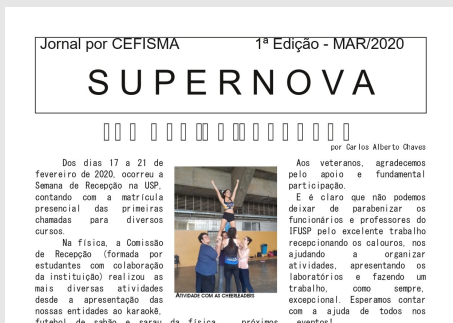 Jornal por CEFISMA 1ª Edição - MAR/2020
SUPERNOVA
por Carlos Alberto Chaves
Dos dias 17 a 21 de
fevereiro de 2020, ocorreu a
Semana de Recepção na USP,
contando com a matrícula
presencial das primeiras
chamadas para diversos
cursos.
Na física, a Comissão
de Recepção (formada por
estudantes com colaboração
da instituição) realizou as
mais diversas atividades
desde a apresentação das
nossas entidades ao karaokê,
futebol de sabão e sarau
ATIVIDADE COM AS CHEERLEADERS
da física próximos
Aos veteranos, agradecemos
pelo apoio e fundamental
participação.
E é claro que não podemos
deixar de parabenizar os
funcionários e professores do
IFUSP pelo excelente trabalho
recepcionando os calouros, nos
ajudando a organizar
atividades, apresentando os
laboratórios e fazendo um
trabalho, como sempre,
excepcional. Esperamos contar
com a ajuda de todos nos
eventos!